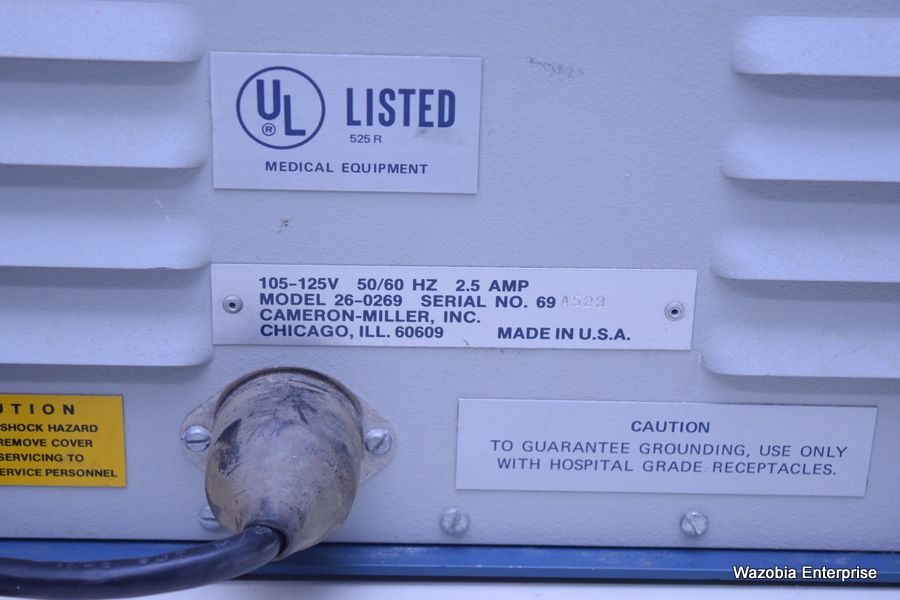 UL
®
LISTED
525 R
MEDICAL EQUIPMENT
105-125V 50/60 HZ 2.5 AMP
MODEL 26-0269 SERIAL NO. 69 A523
CAMERON-MILLER, INC.
CHICAGO, ILL. 60609 MADE IN U.S.A.
UTION
SHOCK HAZARD
REMOVE COVER
SERVICING TO
SERVICE PERSONNEL
CAUTION
TO GUARANTEE GROUNDING, USE ONLY
WITH HOSPITAL GRADE RECEPTACLES.
Wazobia Enterprise